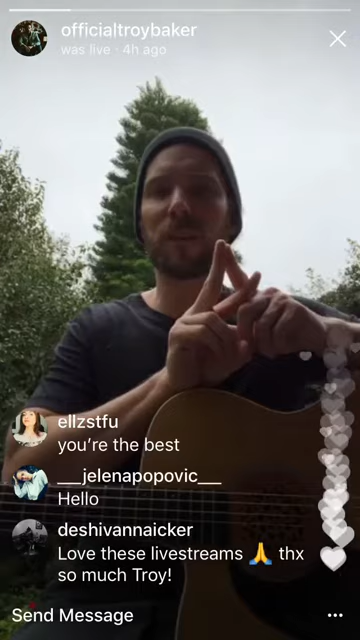 officialtroybaker
was live · 4h ago
ellzstfu
you're the best
___jelenapopovic___
Hello
deshivannaicker
Love these livestreams 🙏 thx
so much Troy!
Send Message